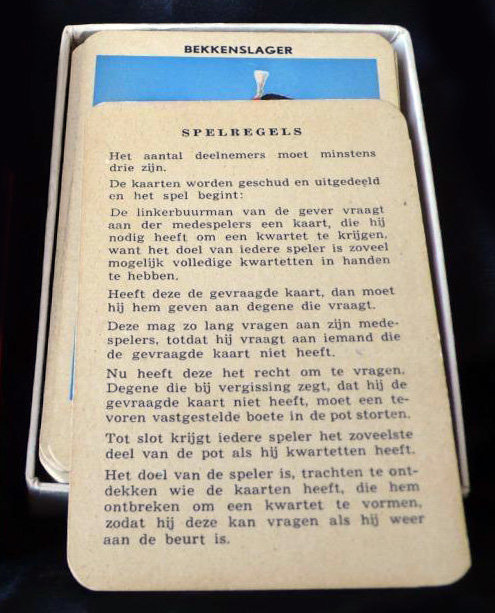 BEKKENSLAGER
SPELREGELS
Het aantal deelnemers moet minstens
drie zijn.
De kaarten worden geschud en uitgedeeld
en het spel begint:
De linkerbuurman van de gever vraagt
aan der medespelers een kaart, die hij
nodig heeft om een kwartet te krijgen,
want het doel van iedere speler is zoveel
mogelijk volledige kwartetten in handen
te hebben.
Heeft deze de gevraagde kaart, dan moet
hij hem geven aan degene die vraagt.
Deze mag zo lang vragen aan zijn mede-
spelers, totdat hij vraagt aan iemand die
de gevraagde kaart niet heeft.
Nu heeft deze het recht om te vragen.
Degene die bij vergissing zegt, dat hij de
gevraagde kaart niet heeft, moet een te-
voren vastgestelde boete in de pot storten.
Tot slot krijgt iedere speler het zoveelste
deel van de pot als hij kwartetten heeft.
Het doel van de speler is, trachten te ont-
dekken wie de kaarten heeft, die hem
ontbreken om een kwartet te vormen,
zodat hij deze kan vragen als hij weer
aan de beurt is.